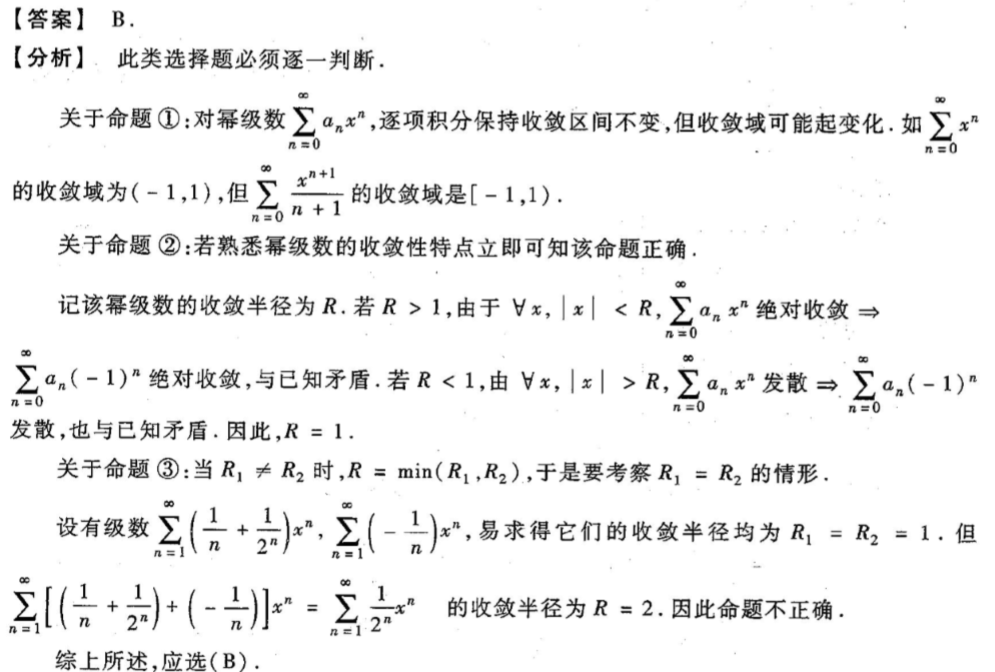 【答案】 B.
【分析】 此类选择题必须逐一判断.
关于命题 ①:对幂级数 $\sum_{n=0}^{\infty} a_n x^n$,逐项积分保持收敛区间不变,但收敛域可能起变化.如 $\sum_{n=0}^{\infty} x^n$
的收敛域为(-1,1),但 $\sum_{n=0}^{\infty} \frac{x^{n+1}}{n+1}$ 的收敛域是[-1,1).
关于命题 ②:若熟悉幂级数的收敛性特点立即可知该命题正确.
记该幂级数的收敛半径为 R.若 R > 1,由于 ∀x,|x| < R, $\sum_{n=0}^{\infty} a_n x^n$ 绝对收敛 ⇒
$\sum_{n=0}^{\infty} a_n(-1)^n$ 绝对收敛,与已知矛盾.若 R < 1,由 ∀x,|x| > R, $\sum_{n=0}^{\infty} a_n x^n$ 发散 ⇒ $\sum_{n=0}^{\infty} a_n(-1)^n$
发散,也与已知矛盾.因此,R = 1.
关于命题 ③:当 $R_1 \neq R_2$ 时,$R = \min(R_1,R_2)$,于是要考察 $R_1 = R_2$ 的情形.
设有级数 $\sum_{n=1}^{\infty} \left(\frac{1}{n} + \frac{1}{2^n}\right)x^n$, $\sum_{n=1}^{\infty} \left(-\frac{1}{n}\right)x^n$,易求得它们的收敛半径均为 $R_1 = R_2 = 1$.但
$\sum_{n=1}^{\infty} \left[\left(\frac{1}{n} + \frac{1}{2^n}\right) + \left(-\frac{1}{n}\right)\right]x^n = \sum_{n=1}^{\infty} \frac{1}{2^n}x^n$ 的收敛半径为 R = 2.因此命题不正确.
综上所述,应选(B).